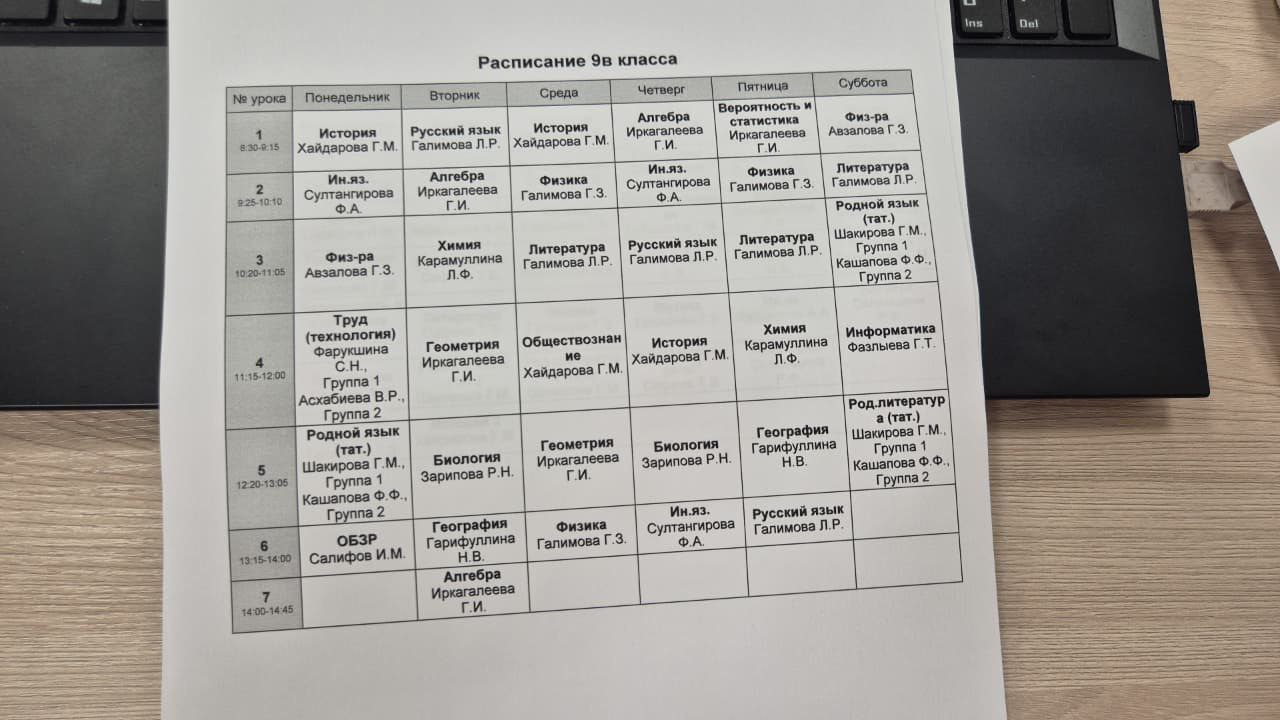 Ins
Del
Расписание 9в класса
№ урока Понедельник Вторник Среда Четверг Пятница Суббота
1
8:30-9:15
История
Хайдарова Г.М.
Русский язык
Галимова Л.Р.
История
Хайдарова Г.М.
Алгебра
Иркагалеева
Г.И.
Вероятность и
статистика
Иркагалеева
Г.И.
Физ-ра
Авзалова Г.З.
2
9:25-10:10
Ин.яз.
Султангирова
Ф.А.
Алгебра
Иркагалеева
Г.И.
Физика
Галимова Г.З.
Ин.яз.
Султангирова
Ф.А.
Физика
Галимова Г.З.
Литература
Галимова Л.Р.
3
10:20-11:05
Физ-ра
Авзалова Г.З.
Химия
Карамуллина
Л.Ф.
Литература
Галимова Л.Р.
Русский язык
Галимова Л.Р.
Литература
Галимова Л.Р.
Родной язык
(тат.)
Шакирова Г.М.,
Группа 1
Кашапова Ф.Ф.,
Группа 2
4
11:15-12:00
Труд
(технология)
Фарукшина
С.Н.,
Группа 1
Асхабиева В.Р.,
Группа 2
Геометрия
Иркагалеева
Г.И.
Обществознан
ие
Хайдарова Г.М.
История
Хайдарова Г.М.
Химия
Карамуллина
Л.Ф.
Информатика
Фазлыева Г.Т.
5
12:20-13:05
Родной язык
(тат.)
Шакирова Г.М.,
Группа 1
Кашапова Ф.Ф.,
Группа 2
Биология
Зарипова Р.Н.
Геометрия
Иркагалеева
Г.И.
Биология
Зарипова Р.Н.
География
Гарифуллина
Н.В.
Род.литератур
а (тат.)
Шакирова Г.М.,
Группа 1
Кашапова Ф.Ф.,
Группа 2
6
13:15-14:00
ОБЗР
Салифов И.М.
География
Гарифуллина
Н.В.
Физика
Галимова Г.З.
Ин.яз.
Султангирова
Ф.А.
Русский язык
Галимова Л.Р.
7
14:00-14:45
Алгебра
Иркагалеева
Г.И.